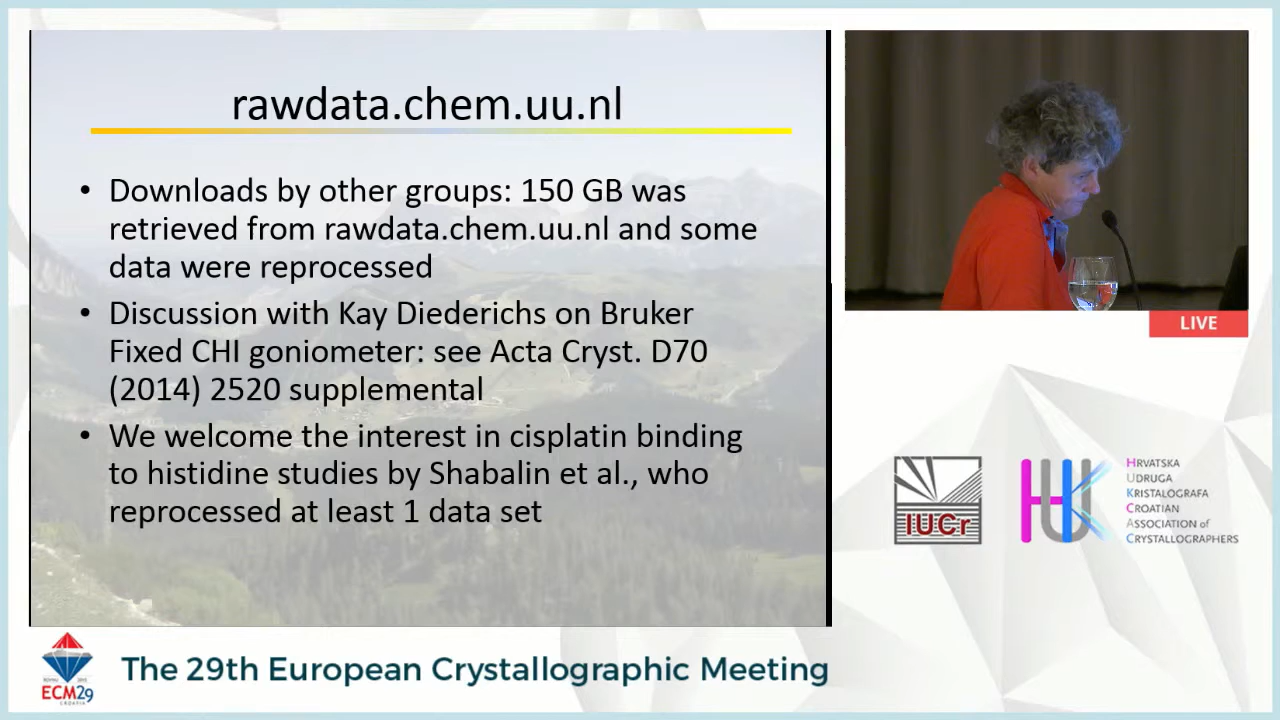 rawdata.chem.uu.nl
• Downloads by other groups: 150 GB was
retrieved from rawdata.chem.uu.nl and some
data were reprocessed
• Discussion with Kay Diederichs on Bruker
Fixed CHI goniometer: see Acta Cryst. D70
(2014) 2520 supplemental
• We welcome the interest in cisplatin binding
to histidine studies by Shabalin et al., who
reprocessed at least 1 data set
LIVE
IUCr
HUK
HRVATSKA
UDRUGA
KRISTALOGRAFA
CROATIAN
ASSOCIATION of
CRYSTALLOGRAPHERS
ECM29
CROATIA
The 29th European Crystallographic Meeting